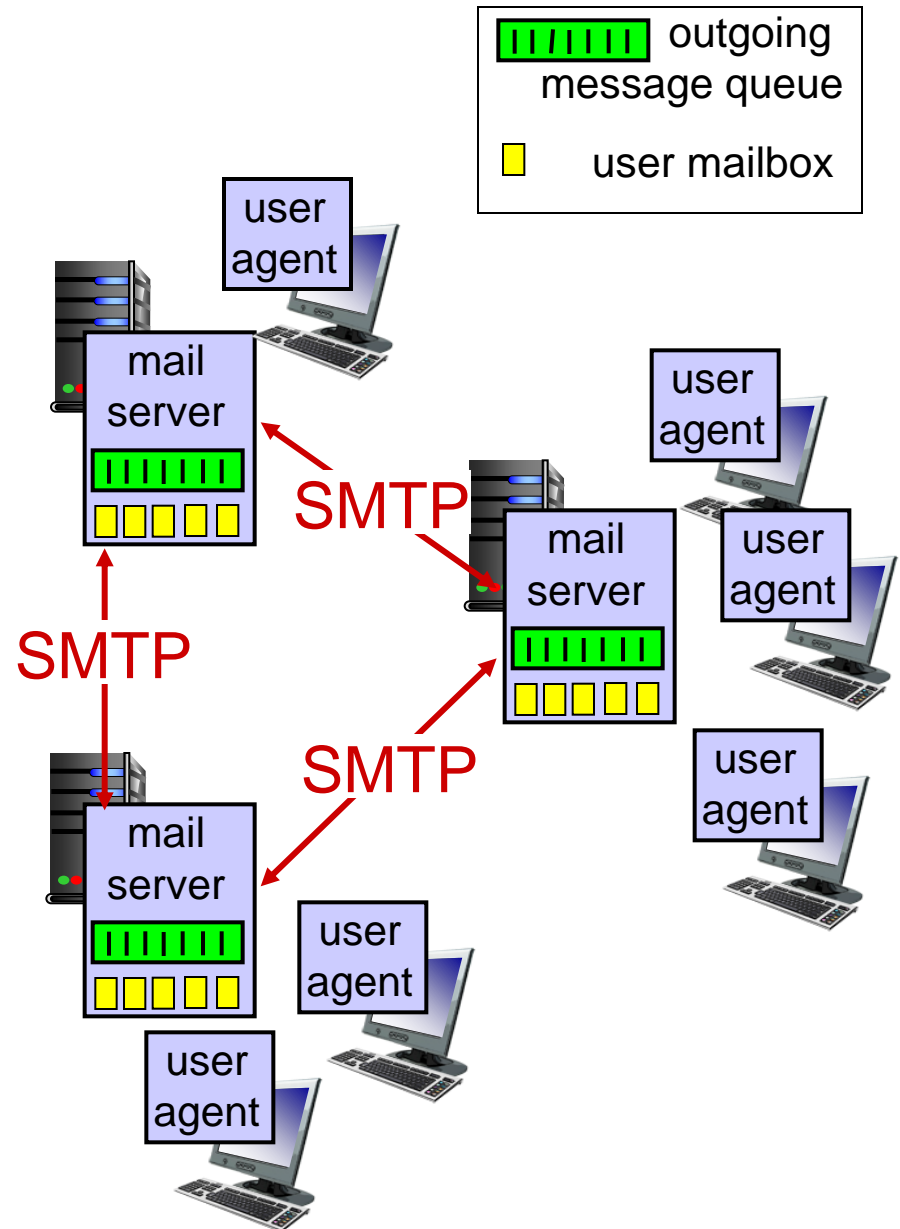 outgoing
message queue
user mailbox
user
agent
mail
server
SMTP
user
agent
mail
server
user
agent
SMTP
SMTP
user
agent
mail
server
user
agent
user
agent